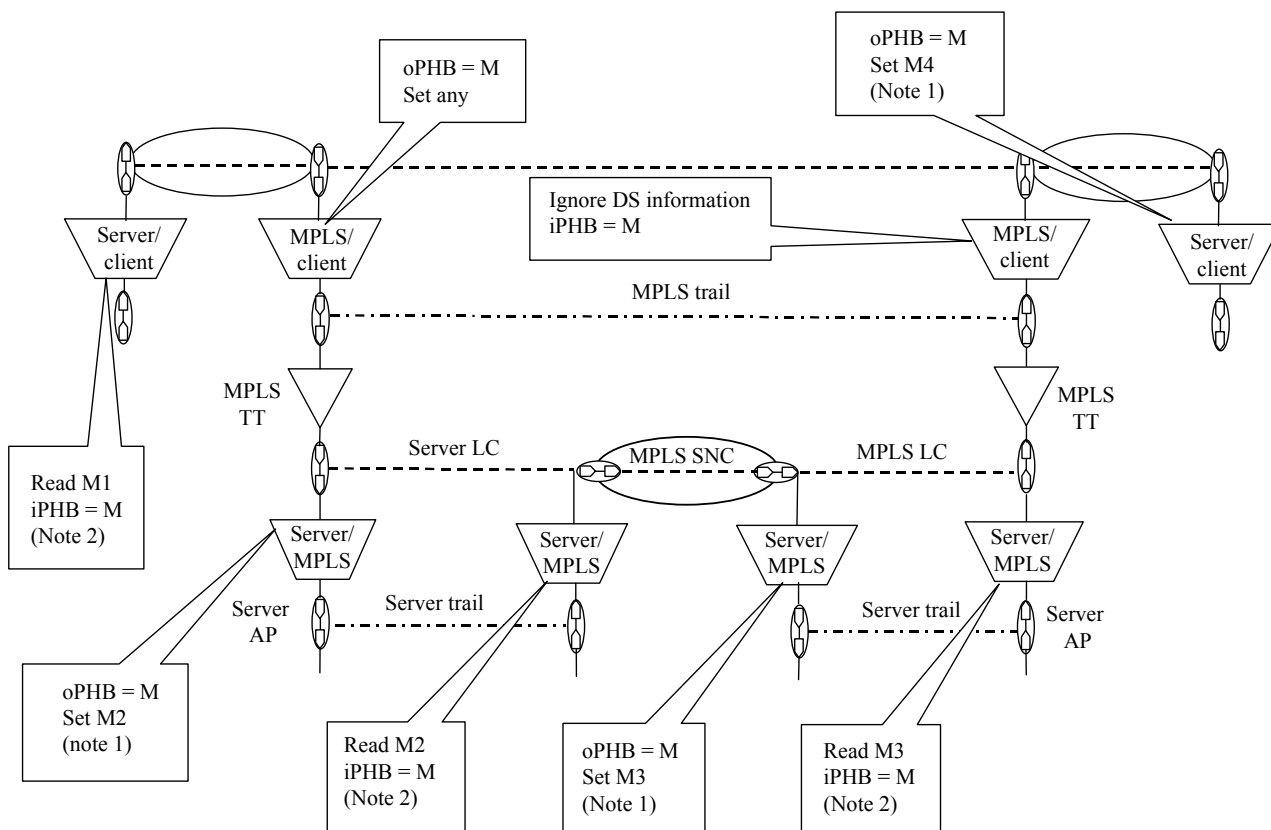 oPHB = M
Set any
oPHB = M
Set M4
(Note 1)
Ignore DS information
iPHB = M
Server/
client
MPLS/
client
MPLS/
client
Server/
client
MPLS trail
MPLS
TT
MPLS
TT
Read M1
iPHB = M
(Note 2)
Server LC
MPLS SNC
MPLS LC
Server/
MPLS
Server/
MPLS
Server/
MPLS
Server/
MPLS
Server
AP
Server trail
Server trail
Server
AP
oPHB = M
Set M2
(note 1)
Read M2
iPHB = M
(Note 2)
oPHB = M
Set M3
(Note 1)
Read M3
iPHB = M
(Note 2)